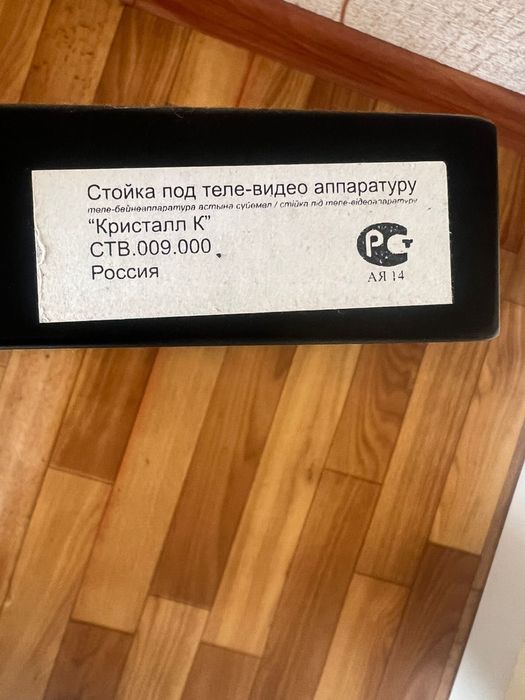 Стойка под теле-видео аппаратуру
теле-бейнеаппаратура астына сүйемел / стійка під теле-відеоапаратуру
"Кристалл К"
СТВ.009.000
Россия
РСТ
АЯ 14